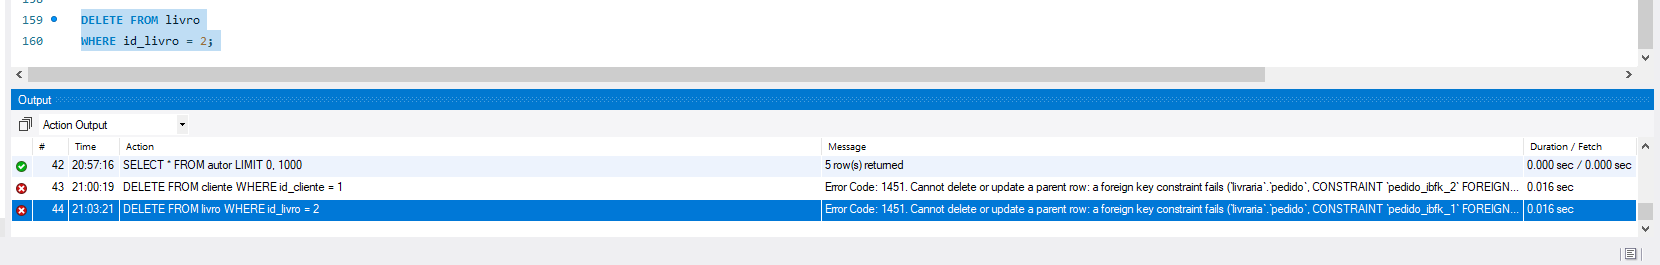 159 DELETE FROM livro
160 WHERE id_livro = 2;
Output
Action Output
# Time Action Message Duration / Fetch
42 20:57:16 SELECT * FROM autor LIMIT 0, 1000 5 row(s) returned 0.000 sec / 0.000 sec
43 21:00:19 DELETE FROM cliente WHERE id_cliente = 1 Error Code: 1451. Cannot delete or update a parent row: a foreign key constraint fails (`livraria`.`pedido`, CONSTRAINT `pedido_ibfk_2` FOREIGN... 0.016 sec
44 21:03:21 DELETE FROM livro WHERE id_livro = 2 Error Code: 1451. Cannot delete or update a parent row: a foreign key constraint fails (`livraria`.`pedido`, CONSTRAINT `pedido_ibfk_1` FOREIGN... 0.016 sec